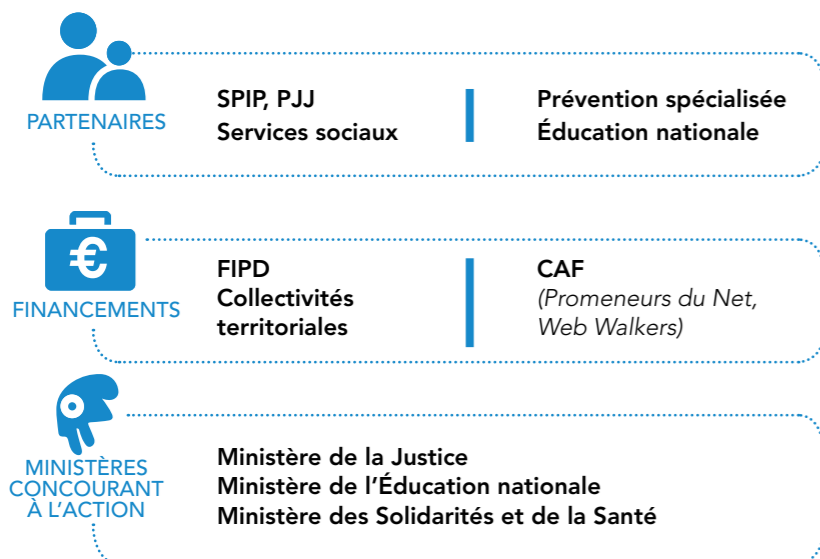 PARTENAIRES
SPIP, PJJ
Services sociaux
Prévention spécialisée
Éducation nationale
€
FINANCEMENTS
FIPD
Collectivités
territoriales
CAF
(Promeneurs du Net,
Web Walkers)
MINISTÈRES
CONCOURANT
À L'ACTION
Ministère de la Justice
Ministère de l'Éducation nationale
Ministère des Solidarités et de la Santé